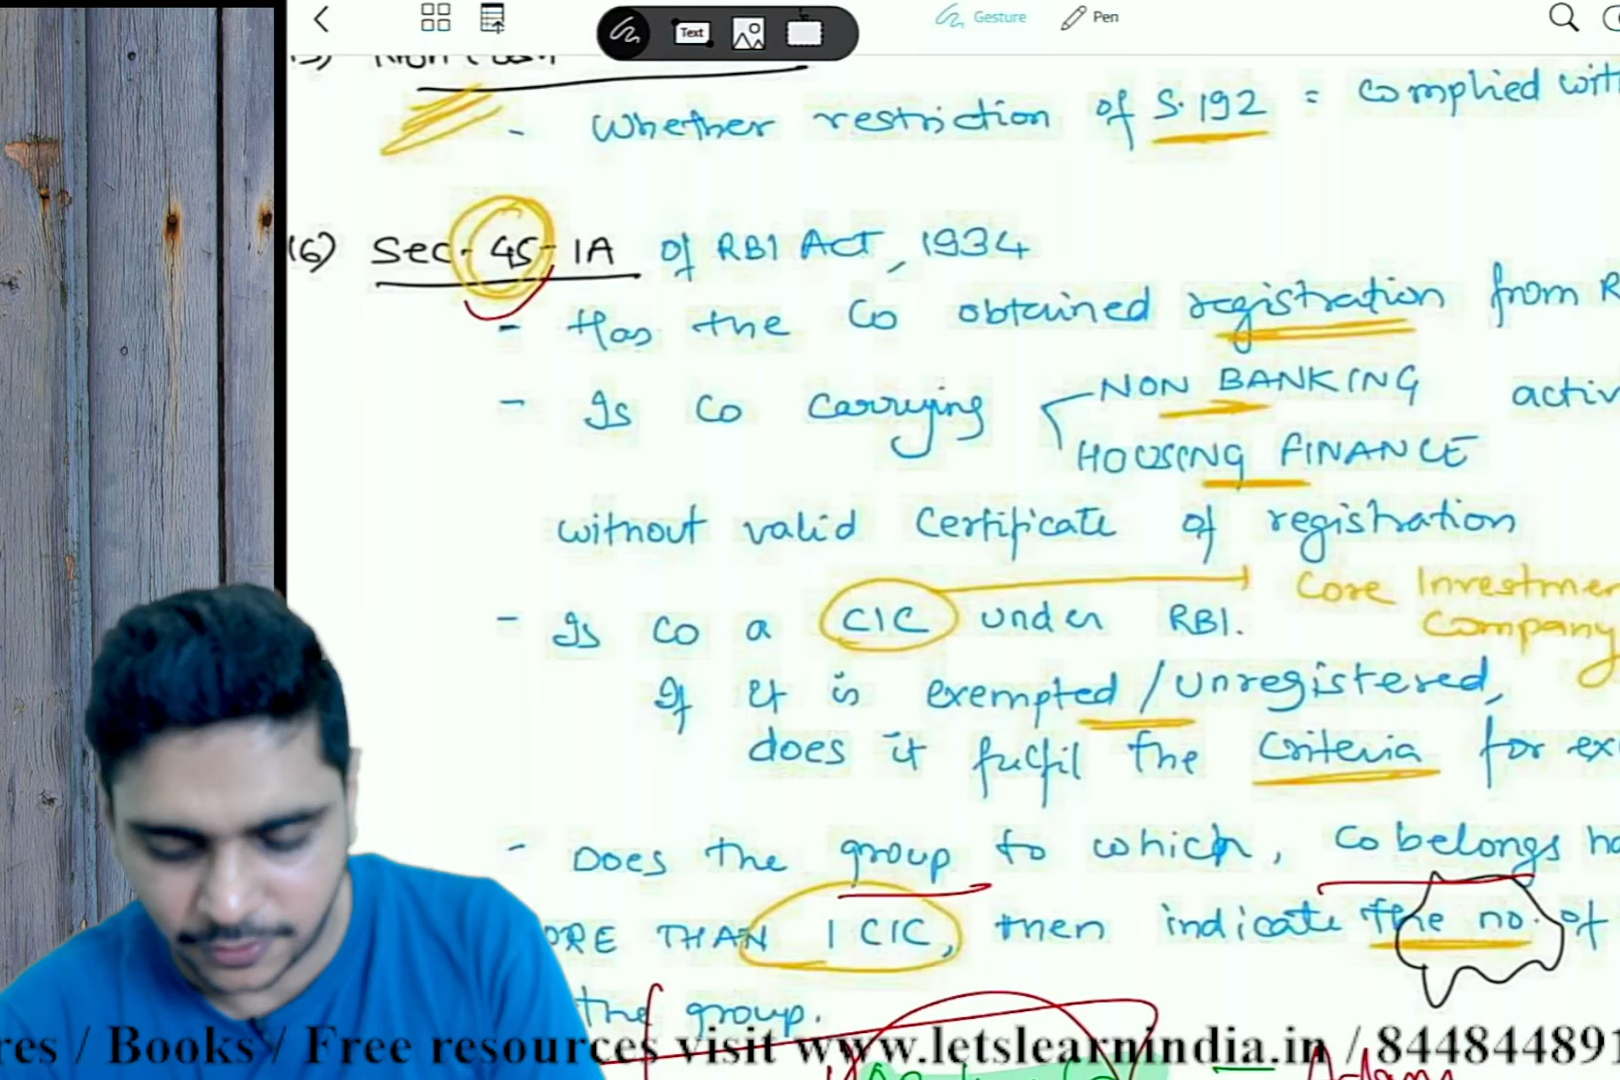 Gesture Pen
Text
- Whether restriction of S.192 = complied with
(6) Sec-45-IA of RBI ACT, 1934
- Has the Co obtained registration from R
- Is Co carrying NON BANKING activ
HOUSING FINANCE
without valid certificate of registration
- Is Co a CIC under RBI. Core Investmen
Company
If it is exempted / unregistered,
does it fulfil the criteria for ex
- Does the group to which, Co belongs ha
ORE THAN 1 CIC, then indicate the no. of
the group.
res / Books / Free resources visit www.letslearnindia.in / 844844891